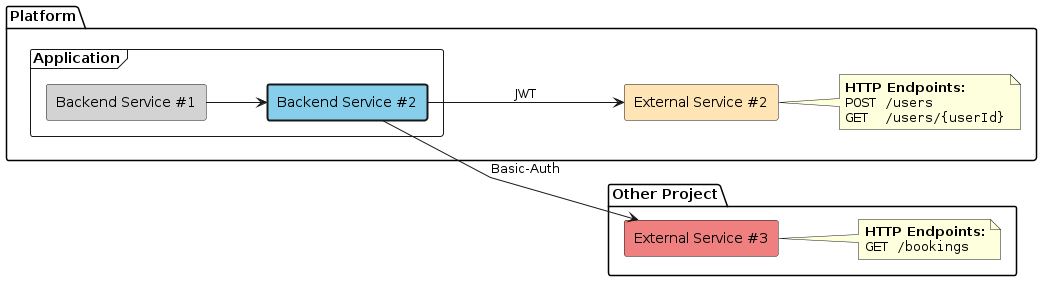 Platform
Application
Backend Service #1
Backend Service #2
JWT
External Service #2
HTTP Endpoints:
POST /users
GET  /users/{userId}
Basic-Auth
Other Project
External Service #3
HTTP Endpoints:
GET /bookings